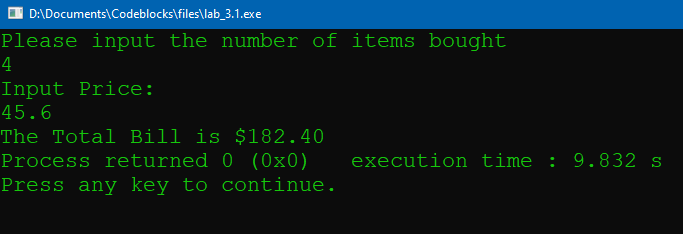 D:\Documents\Codeblocks\files\lab_3.1.exe
Please input the number of items bought
4
Input Price:
45.6
The Total Bill is $182.40
Process returned 0 (0x0)   execution time : 9.832 s
Press any key to continue.